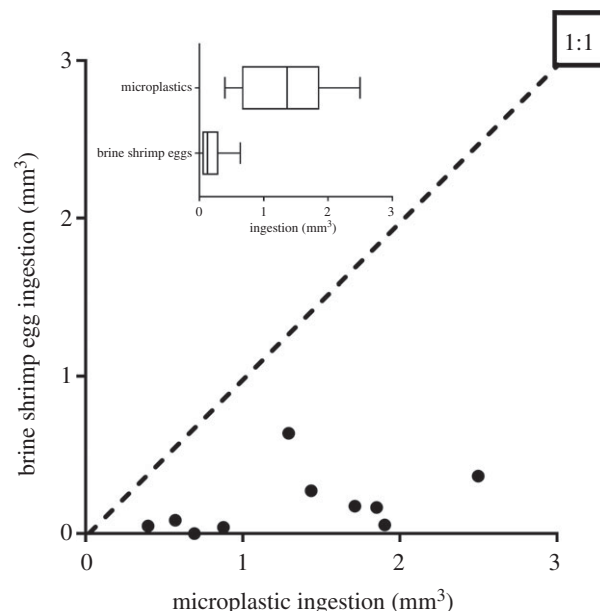 1:1
3
2
1
0
brine shrimp egg ingestion (mm³)
microplastics
brine shrimp eggs
0 1 2 3
ingestion (mm³)
0 1 2 3
microplastic ingestion (mm³)